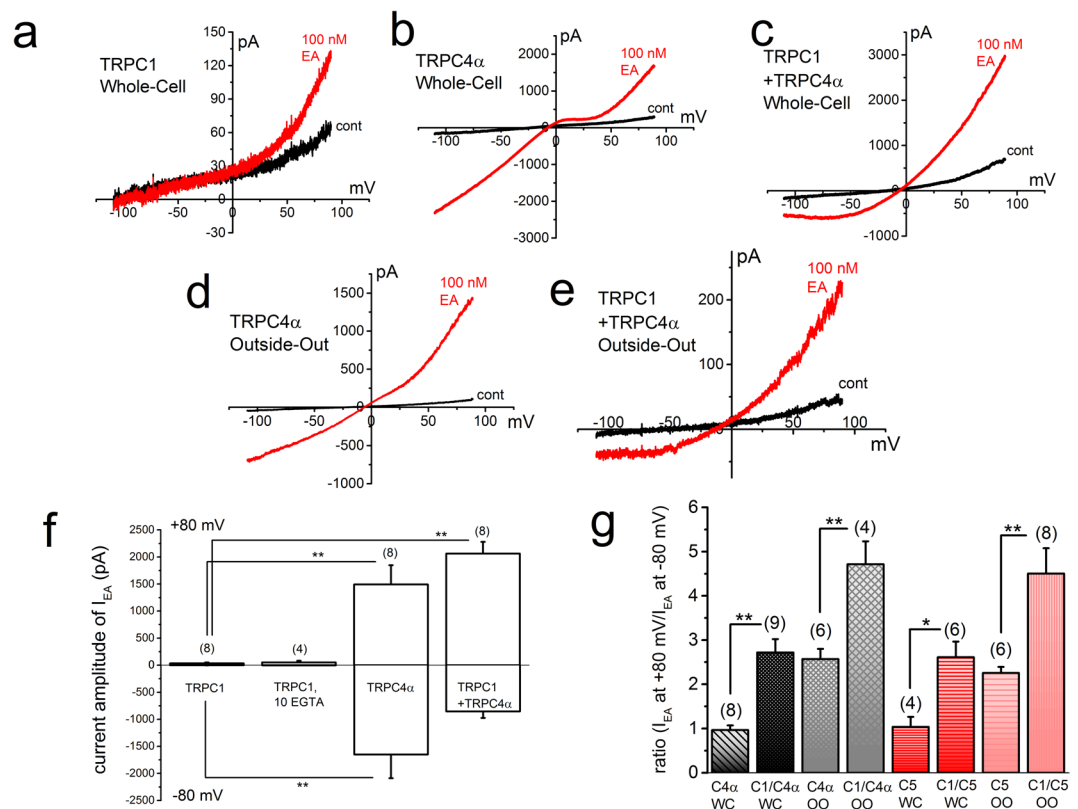 a
pA
150
120
90
60
30
-30
-100
-50
0
50
100
mV
TRPC1
Whole-Cell
100 nM
EA
cont
b
pA
2000
1000
-1000
-2000
-3000
-100
-50
0
50
100
mV
TRPC4α
Whole-Cell
100 nM
EA
cont
c
pA
3000
2000
1000
-1000
-100
-50
0
50
100
mV
TRPC1
+TRPC4α
Whole-Cell
100 nM
EA
cont
d
pA
1500
1000
500
-500
-1000
-100
-50
0
50
100
mV
TRPC4α
Outside-Out
100 nM
EA
cont
e
pA
200
100
-100
-50
0
50
100
mV
TRPC1
+TRPC4α
Outside-Out
100 nM
EA
cont
f
current amplitude of IEA (pA)
2500
2000
1500
1000
500
0
-500
-1000
-1500
-2000
-2500
+80 mV
-80 mV
(8)
(4)
(8)
(8)
**
**
**
TRPC1
TRPC1,
10 EGTA
TRPC4α
TRPC1
+TRPC4α
g
ratio (IEA at +80 mV/IEA at -80 mV)
6
5
4
3
2
1
0
(8)
(9)
(6)
(4)
(4)
(6)
(6)
(8)
**
**
*
**
C4α
WC
C1/C4α
WC
C4α
OO
C1/C4α
OO
C5
WC
C1/C5
WC
C5
OO
C1/C5
OO